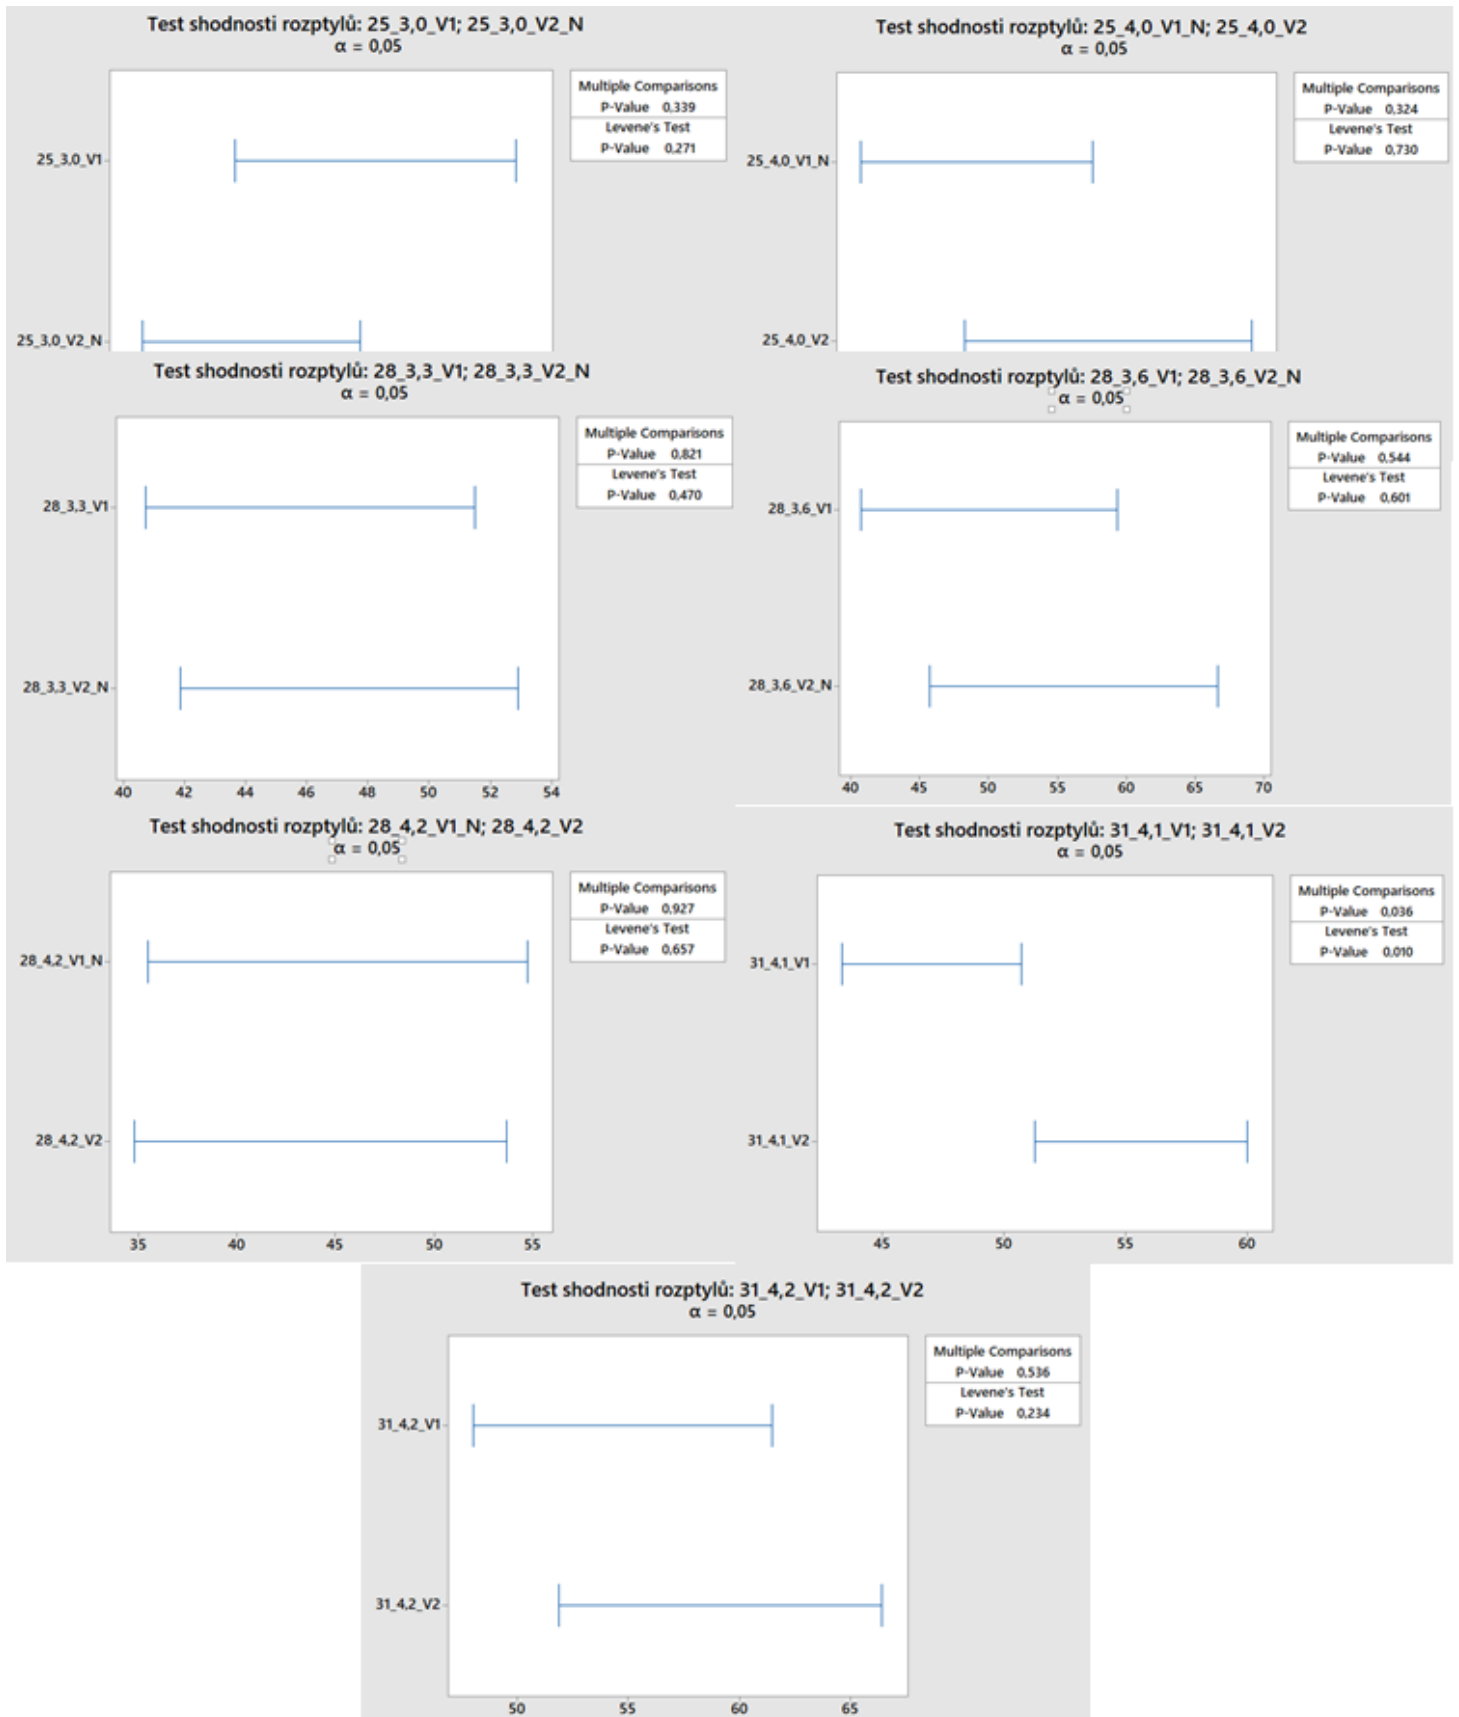 Test shodnosti rozptylů: 25_3,0_V1; 25_3,0_V2_N
α = 0,05
Multiple Comparisons
P-Value 0,339
Levene's Test
P-Value 0,271
25_3,0_V1
25_3,0_V2_N
Test shodnosti rozptylů: 25_4,0_V1_N; 25_4,0_V2
α = 0,05
Multiple Comparisons
P-Value 0,324
Levene's Test
P-Value 0,730
25_4,0_V1_N
25_4,0_V2
Test shodnosti rozptylů: 28_3,3_V1; 28_3,3_V2_N
α = 0,05
Multiple Comparisons
P-Value 0,821
Levene's Test
P-Value 0,470
28_3,3_V1
28_3,3_V2_N
40 42 44 46 48 50 52 54
Test shodnosti rozptylů: 28_3,6_V1; 28_3,6_V2_N
α = 0,05
Multiple Comparisons
P-Value 0,544
Levene's Test
P-Value 0,601
28_3,6_V1
28_3,6_V2_N
40 45 50 55 60 65 70
Test shodnosti rozptylů: 28_4,2_V1_N; 28_4,2_V2
α = 0,05
Multiple Comparisons
P-Value 0,927
Levene's Test
P-Value 0,657
28_4,2_V1_N
28_4,2_V2
35 40 45 50 55
Test shodnosti rozptylů: 31_4,1_V1; 31_4,1_V2
α = 0,05
Multiple Comparisons
P-Value 0,036
Levene's Test
P-Value 0,010
31_4,1_V1
31_4,1_V2
45 50 55 60
Test shodnosti rozptylů: 31_4,2_V1; 31_4,2_V2
α = 0,05
Multiple Comparisons
P-Value 0,536
Levene's Test
P-Value 0,234
31_4,2_V1
31_4,2_V2
50 55 60 65